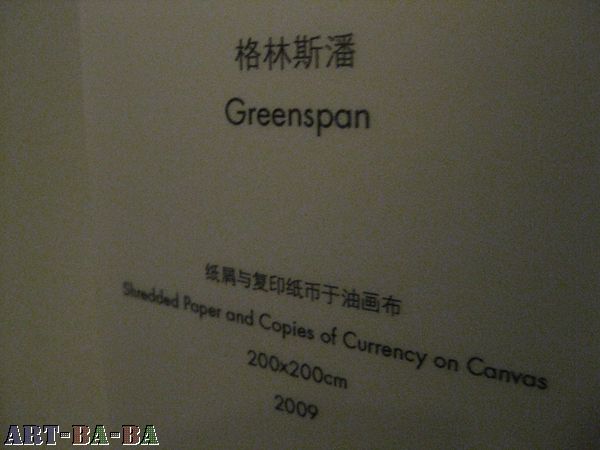 格林斯潘
Greenspan
纸屑与复印纸币于油画布
Shredded Paper and Copies of Currency on Canvas
200x200cm
2009
ART-BA-BA